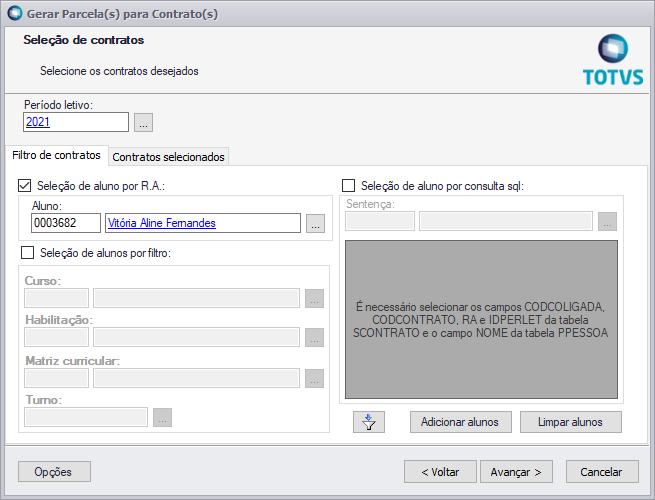 Gerar Parcela(s) para Contrato(s)
Seleção de contratos
Selecione os contratos desejados
TOTVS
Período letivo:
2021
...
Filtro de contratos
Contratos selecionados
Seleção de aluno por R.A.:
Aluno:
0003682
Vitória Aline Fernandes
...
Seleção de alunos por filtro:
Curso:
...
Habilitação:
...
Matriz curricular:
...
Turno:
...
Seleção de aluno por consulta sql:
Sentença:
...
É necessário selecionar os campos CODCOLIGADA,
CODCONTRATO, RA e IDPERLET da tabela
SCONTRATO e o campo NOME da tabela PPESSOA
Adicionar alunos
Limpar alunos
Opções
< Voltar
Avançar >
Cancelar